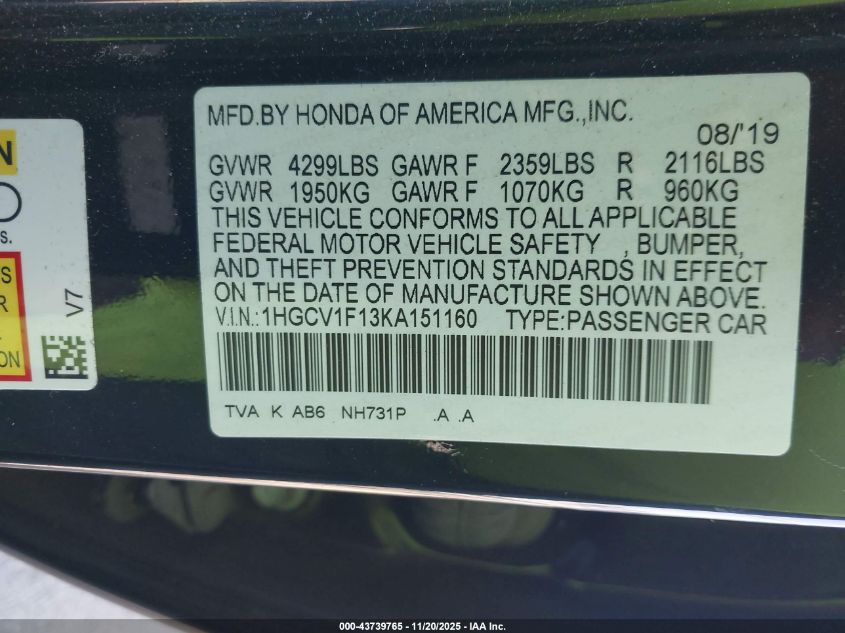 MFD.BY HONDA OF AMERICA MFG.,INC.
08/'19
GVWR 4299LBS GAWR F 2359LBS R 2116LBS
GVWR 1950KG GAWR F 1070KG R 960KG
THIS VEHICLE CONFORMS TO ALL APPLICABLE
FEDERAL MOTOR VEHICLE SAFETY , BUMPER,
AND THEFT PREVENTION STANDARDS IN EFFECT
ON THE DATE OF MANUFACTURE SHOWN ABOVE.
V.I.N.:1HGCV1F13KA151160 TYPE:PASSENGER CAR
TVA K AB6 NH731P .A .A
V7
000-43739765 - 11/20/2025 - IAA Inc.